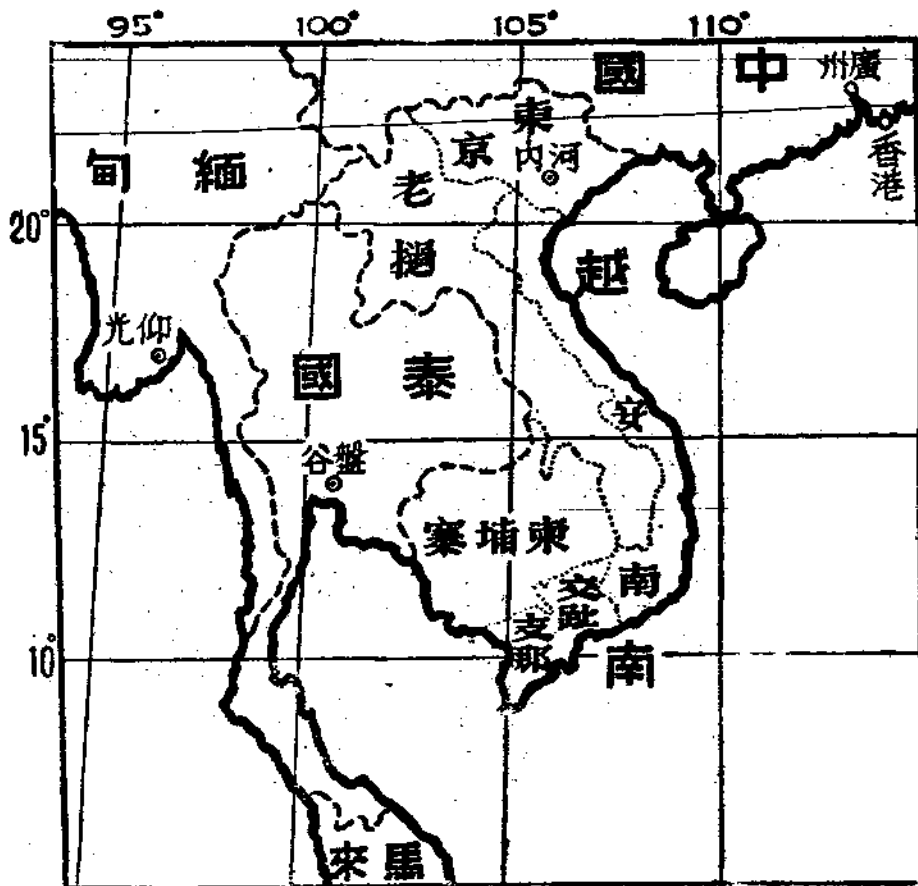 95°
100°
105°
110°
中國
廣州
香港
緬甸
東京
河內
老撾
20°
越南
仰光
泰國
安南
15°
盤谷
柬埔寨
交趾支那
10°
馬來